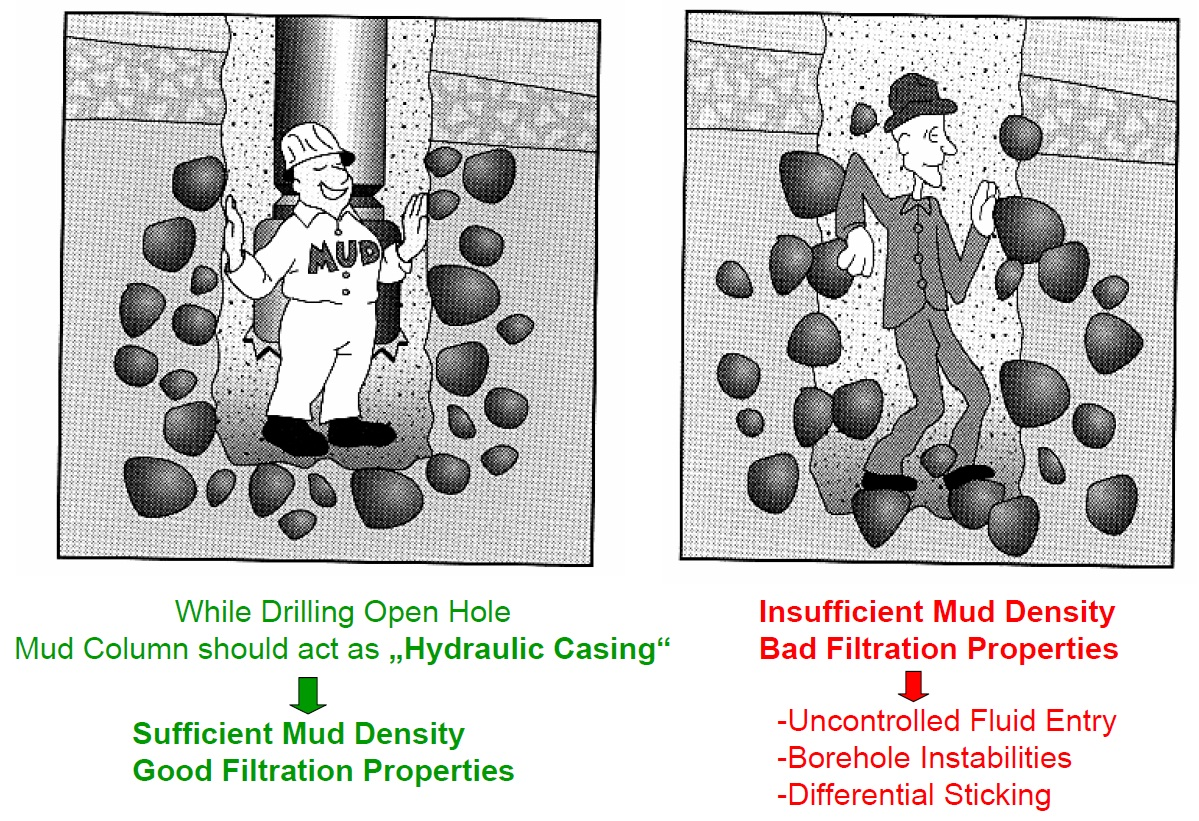 MUD
While Drilling Open Hole
Mud Column should act as „Hydraulic Casing“
Sufficient Mud Density
Good Filtration Properties
Insufficient Mud Density
Bad Filtration Properties
-Uncontrolled Fluid Entry
-Borehole Instabilities
-Differential Sticking